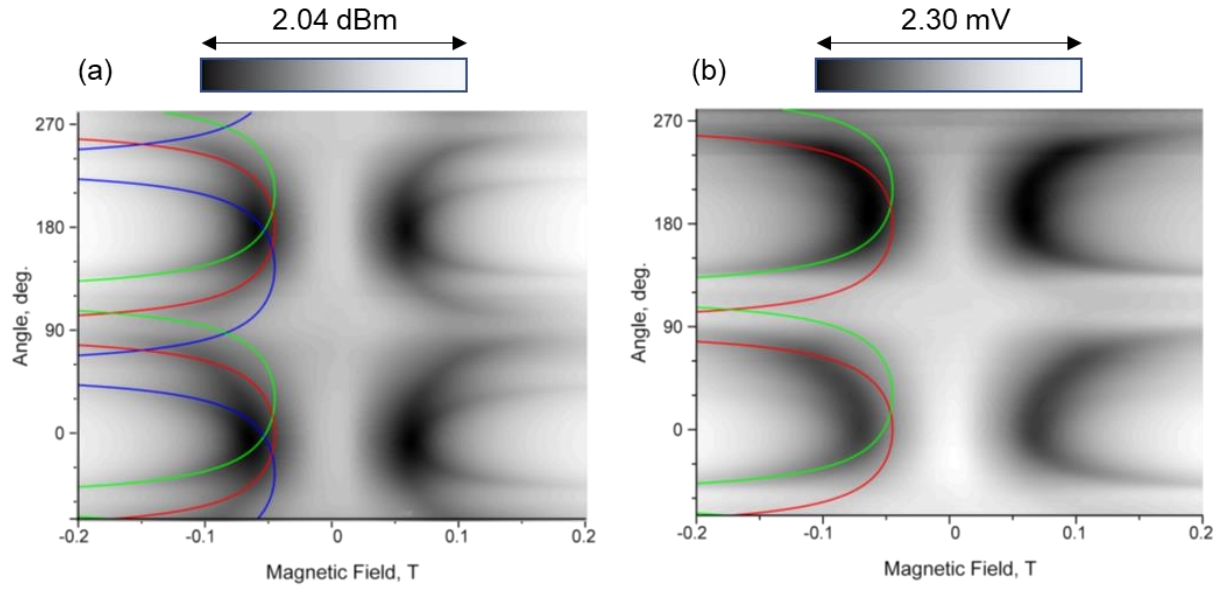 2.04 dBm
(a)
270
180
90
0
Angle, deg.
-0.2
-0.1
0
0.1
0.2
Magnetic Field, T
2.30 mV
(b)
270
180
90
0
Angle, deg.
-0.2
-0.1
0
0.1
0.2
Magnetic Field, T